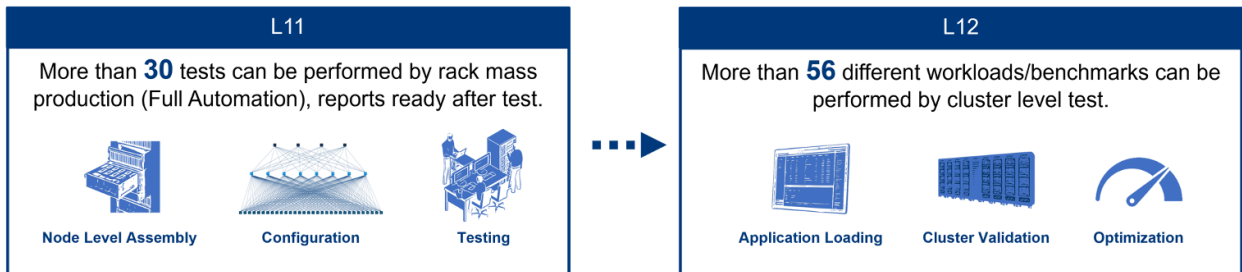 L11
More than 30 tests can be performed by rack mass
production (Full Automation), reports ready after test.
Node Level Assembly
Configuration
Testing
L12
More than 56 different workloads/benchmarks can be
performed by cluster level test.
Application Loading
Cluster Validation
Optimization